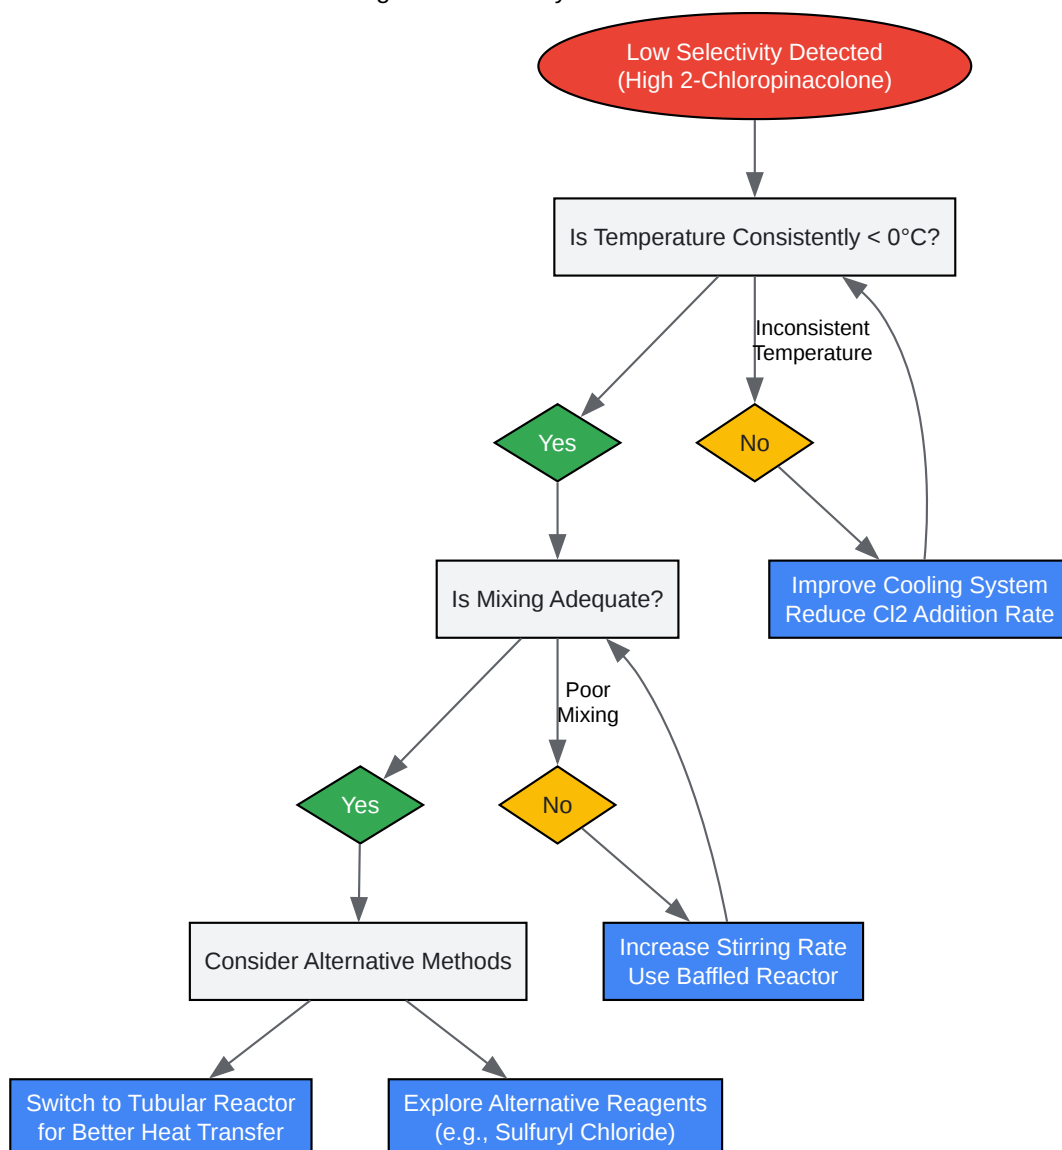 Low Selectivity Detected
(High 2-Chloropinacolone)
Is Temperature Consistently < 0°C?
Inconsistent
Temperature
Yes
No
Improve Cooling System
Reduce Cl2 Addition Rate
Is Mixing Adequate?
Poor
Mixing
Yes
No
Increase Stirring Rate
Use Baffled Reactor
Consider Alternative Methods
Switch to Tubular Reactor
for Better Heat Transfer
Explore Alternative Reagents
(e.g., Sulfuryl Chloride)